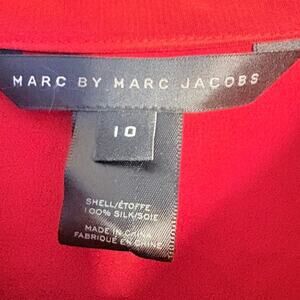 MARC BY MARC JACOBS
10
SHELL/ÉTOFFE
100% SILK/SOIE
MADE IN CHINA
FABRIQUÉ EN CHINE